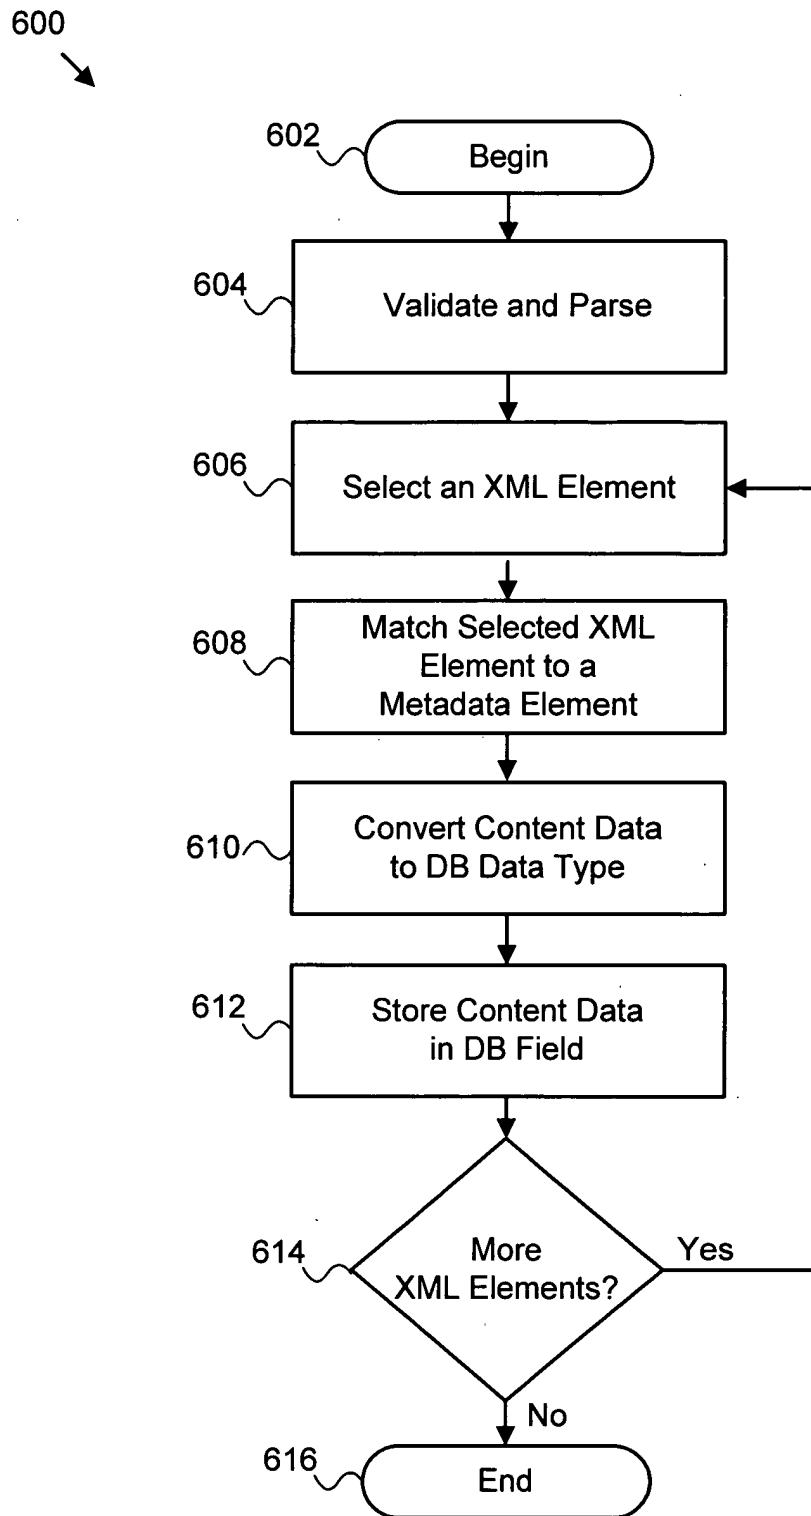 600
602
Begin
604
Validate and Parse
606
Select an XML Element
608
Match Selected XML
Element to a
Metadata Element
610
Convert Content Data
to DB Data Type
612
Store Content Data
in DB Field
614
More
XML Elements?
Yes
No
616
End